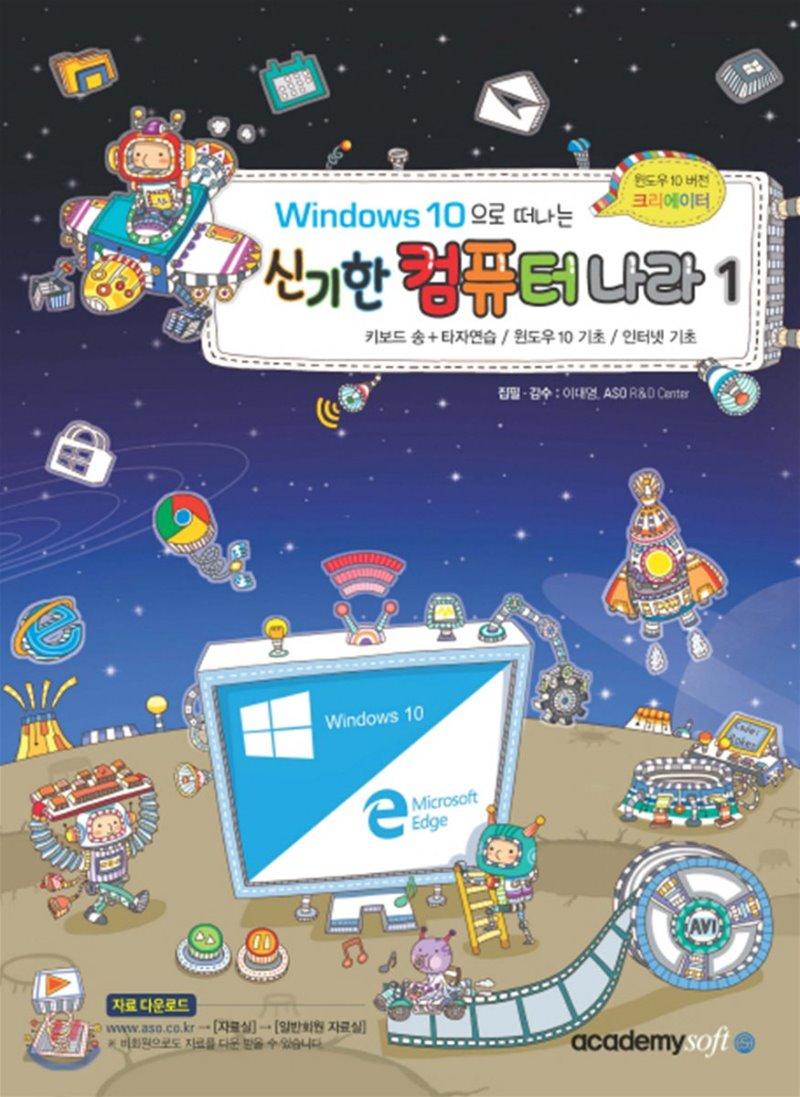 윈도우 10 버전
크리에이터
Windows 10으로 떠나는
신기한 컴퓨터 나라 1
키보드 송 + 타자연습 / 윈도우 10 기초 / 인터넷 기초
집필 · 감수 : 이대영, ASO R&D Center
Windows 10
Microsoft
Edge
AVI
자료 다운로드
www.aso.co.kr → [자료실] → [일반회원 자료실]
※ 비회원으로도 자료를 다운 받을 수 있습니다.
academysoft